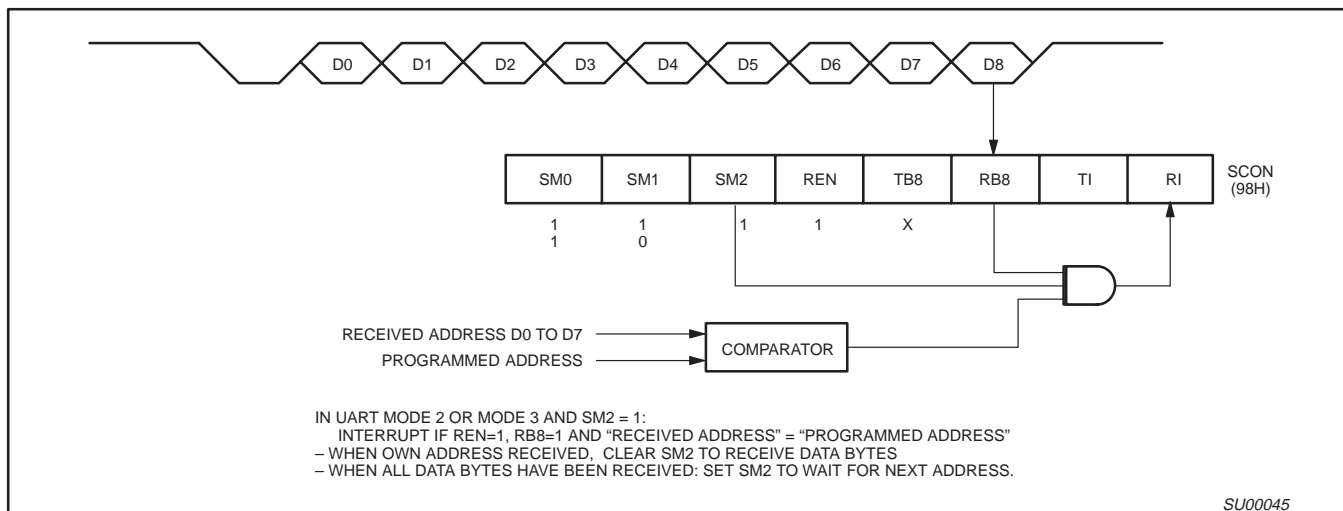 D0 D1 D2 D3 D4 D5 D6 D7 D8
SM0 SM1 SM2 REN TB8 RB8 TI RI
SCON
(98H)
1 1 1 1 X
1 0
RECEIVED ADDRESS D0 TO D7
PROGRAMMED ADDRESS
COMPARATOR
IN UART MODE 2 OR MODE 3 AND SM2 = 1:
INTERRUPT IF REN=1, RB8=1 AND “RECEIVED ADDRESS” = “PROGRAMMED ADDRESS”
– WHEN OWN ADDRESS RECEIVED, CLEAR SM2 TO RECEIVE DATA BYTES
– WHEN ALL DATA BYTES HAVE BEEN RECEIVED: SET SM2 TO WAIT FOR NEXT ADDRESS.
SU00045